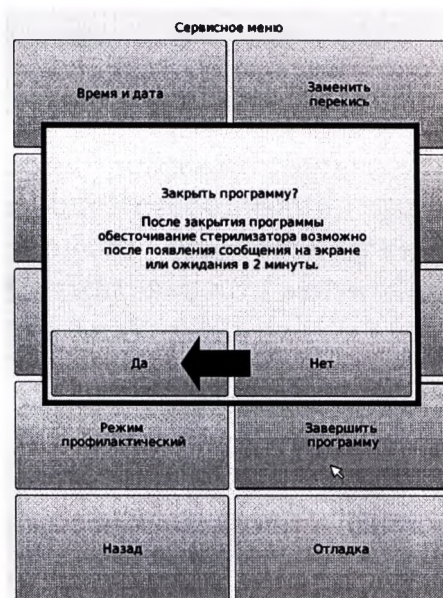 Сервисное меню
Время и дата
Заменить
перекись
Закрыть программу?
После закрытия программы
обесточивание стерилизатора возможно
после появления сообщения на экране
или ожидания в 2 минуты.
Да
Нет
Режим
профилактический
Завершить
программу
Назад
Отладка